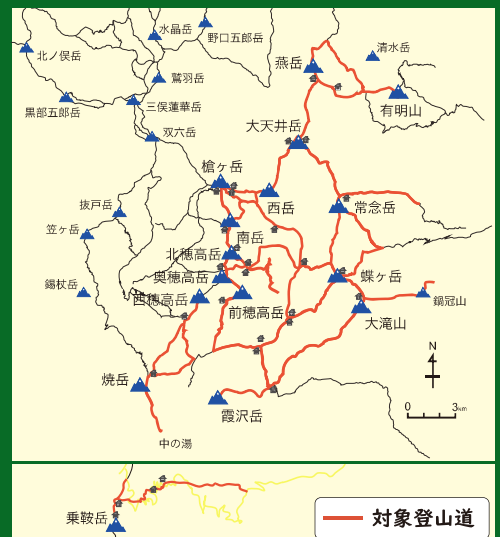 水晶岳
野口五郎岳
北ノ俣岳
清水岳
燕岳
鷲羽岳
有明山
黒部五郎岳
三俣蓮華岳
大天井岳
双六岳
槍ヶ岳
抜戸岳
西岳
常念岳
笠ヶ岳
南岳
北穂高岳
奥穂高岳
蝶ヶ岳
錫杖岳
西穂高岳
鍋冠山
前穂高岳
大滝山
N
焼岳
0 3km
霞沢岳
中の湯
乗鞍岳
対象登山道